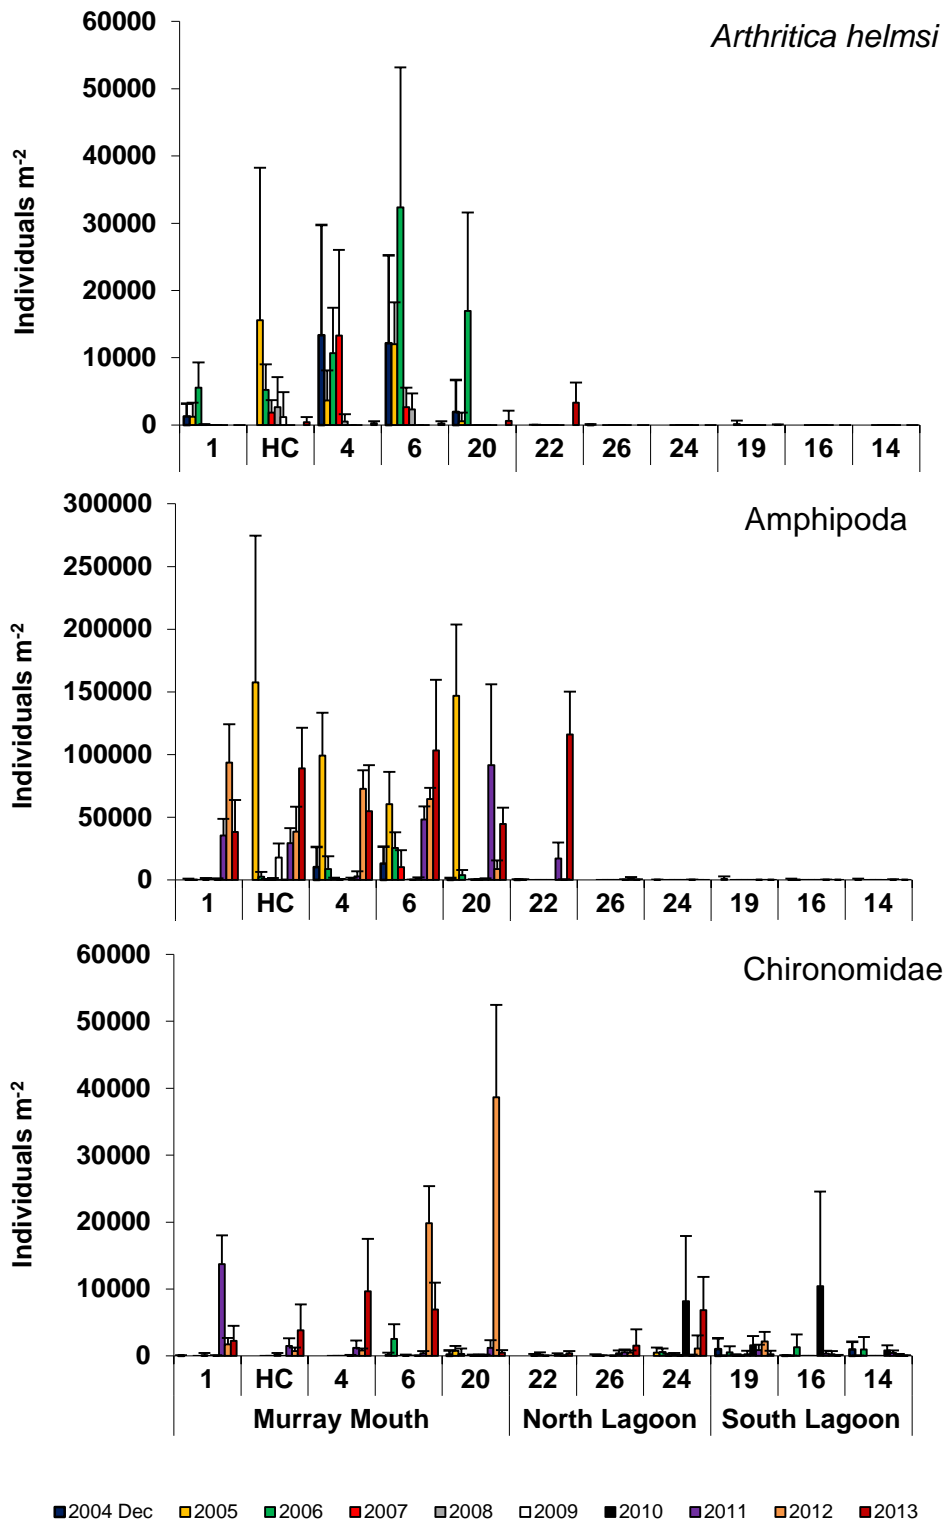 Arthritica helmsi
Individuals m-2
60000
50000
40000
30000
20000
10000
0
1 HC 4 6 20 22 26 24 19 16 14
Amphipoda
Individuals m-2
300000
250000
200000
150000
100000
50000
0
1 HC 4 6 20 22 26 24 19 16 14
Chironomidae
Individuals m-2
60000
50000
40000
30000
20000
10000
0
1 HC 4 6 20 22 26 24 19 16 14
Murray Mouth North Lagoon South Lagoon
2004 Dec 2005 2006 2007 2008 2009 2010 2011 2012 2013